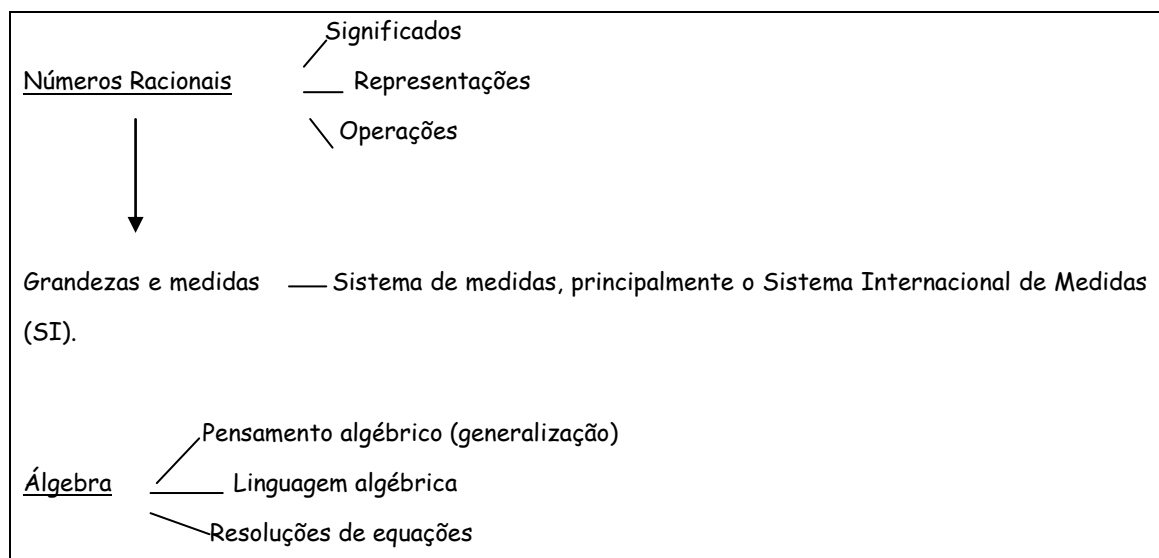 Significados
Números Racionais
Representações
Operações
Grandezas e medidas Sistema de medidas, principalmente o Sistema Internacional de Medidas
(SI).
Pensamento algébrico (generalização)
Álgebra
Linguagem algébrica
Resoluções de equações